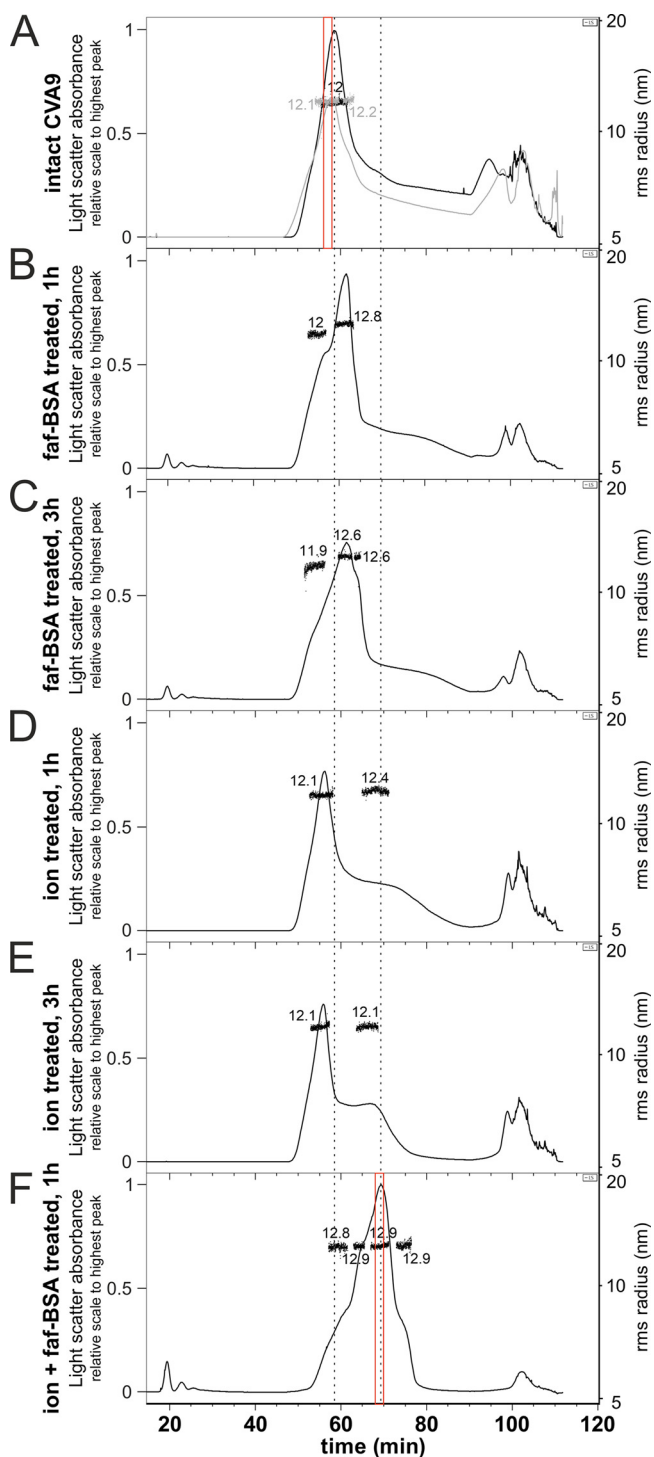 A
intact CVA9
Light scatter absorbance
relative scale to highest peak
1
0.5
0
12.1
12
12.2
20
10
5
rms radius (nm)
B
faf-BSA treated, 1h
Light scatter absorbance
relative scale to highest peak
1
0.5
0
12
12.8
20
10
5
rms radius (nm)
C
faf-BSA treated, 3h
Light scatter absorbance
relative scale to highest peak
1
0.5
0
11.9
12.6
12.6
20
10
5
rms radius (nm)
D
ion treated, 1h
Light scatter absorbance
relative scale to highest peak
1
0.5
0
12.1
12.4
20
10
5
rms radius (nm)
E
ion treated, 3h
Light scatter absorbance
relative scale to highest peak
1
0.5
0
12.1
12.1
20
10
5
rms radius (nm)
F
ion + faf-BSA treated, 1h
Light scatter absorbance
relative scale to highest peak
1
0.5
0
12.8
12.9
12.9
12.9
20
10
5
rms radius (nm)
20 40 60 80 100 120
time (min)